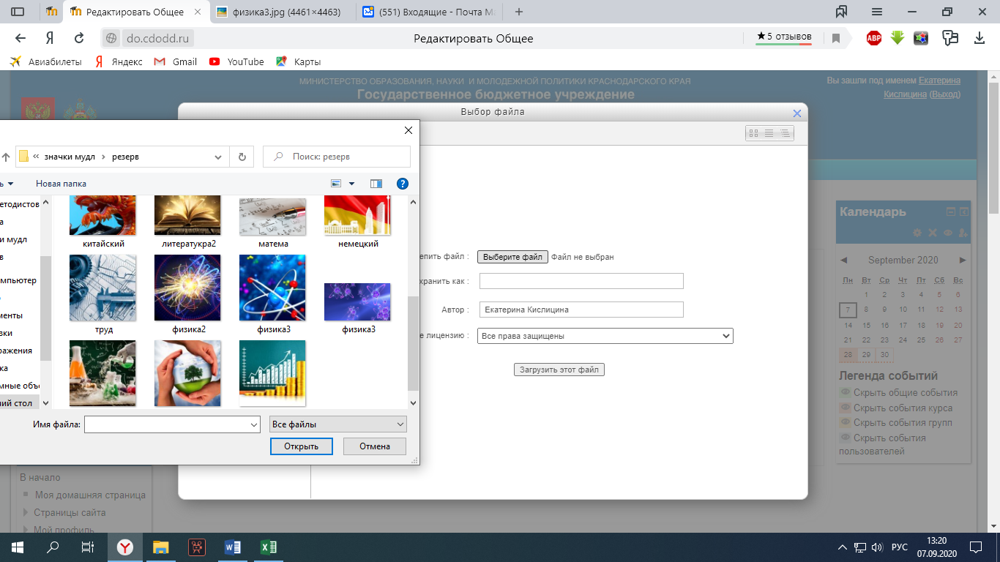 Редактировать Общее
физика3.jpg (4461×4463)
(551) Входящие - Почта Ma
do.cdodd.ru
Редактировать Общее
★5 отзывов
ABP
Авиабилеты
Яндекс
Gmail
YouTube
Карты
МИНИСТЕРСТВО ОБРАЗОВАНИЯ, НАУКИ И МОЛОДЕЖНОЙ ПОЛИТИКИ КРАСНОДАРСКОГО КРАЯ
Государственное бюджетное учреждение
Вы зашли под именем Екатерина
Кислицина (Выход)
Выбор файла
значки мудл › резерв
Поиск: резерв
Новая папка
етодистов
а
и мудл
в
мпьютер
менты
зки
ражения
ка
мные объе
ий стол
китайский
литератукра2
матема
немецкий
труд
физика2
физика3
физика3
Имя файла:
Все файлы
Открыть
Отмена
епить файл :
Выберите файл
Файл не выбран
хранить как :
Автор :
Екатерина Кислицина
е лицензию :
Все права защищены
Загрузить этот файл
Календарь
◄ September 2020 ►
Пн Вт Ср Чт Пт Сб Вс
1 2 3 4 5 6
7 8 9 10 11 12 13
14 15 16 17 18 19 20
21 22 23 24 25 26 27
28 29 30
Легенда событий
Скрыть общие события
Скрыть события курса
Скрыть события групп
Скрыть события
пользователей
В начало
Моя домашняя страница
Страницы сайта
Мой профиль
РУС
13:20
07.09.2020